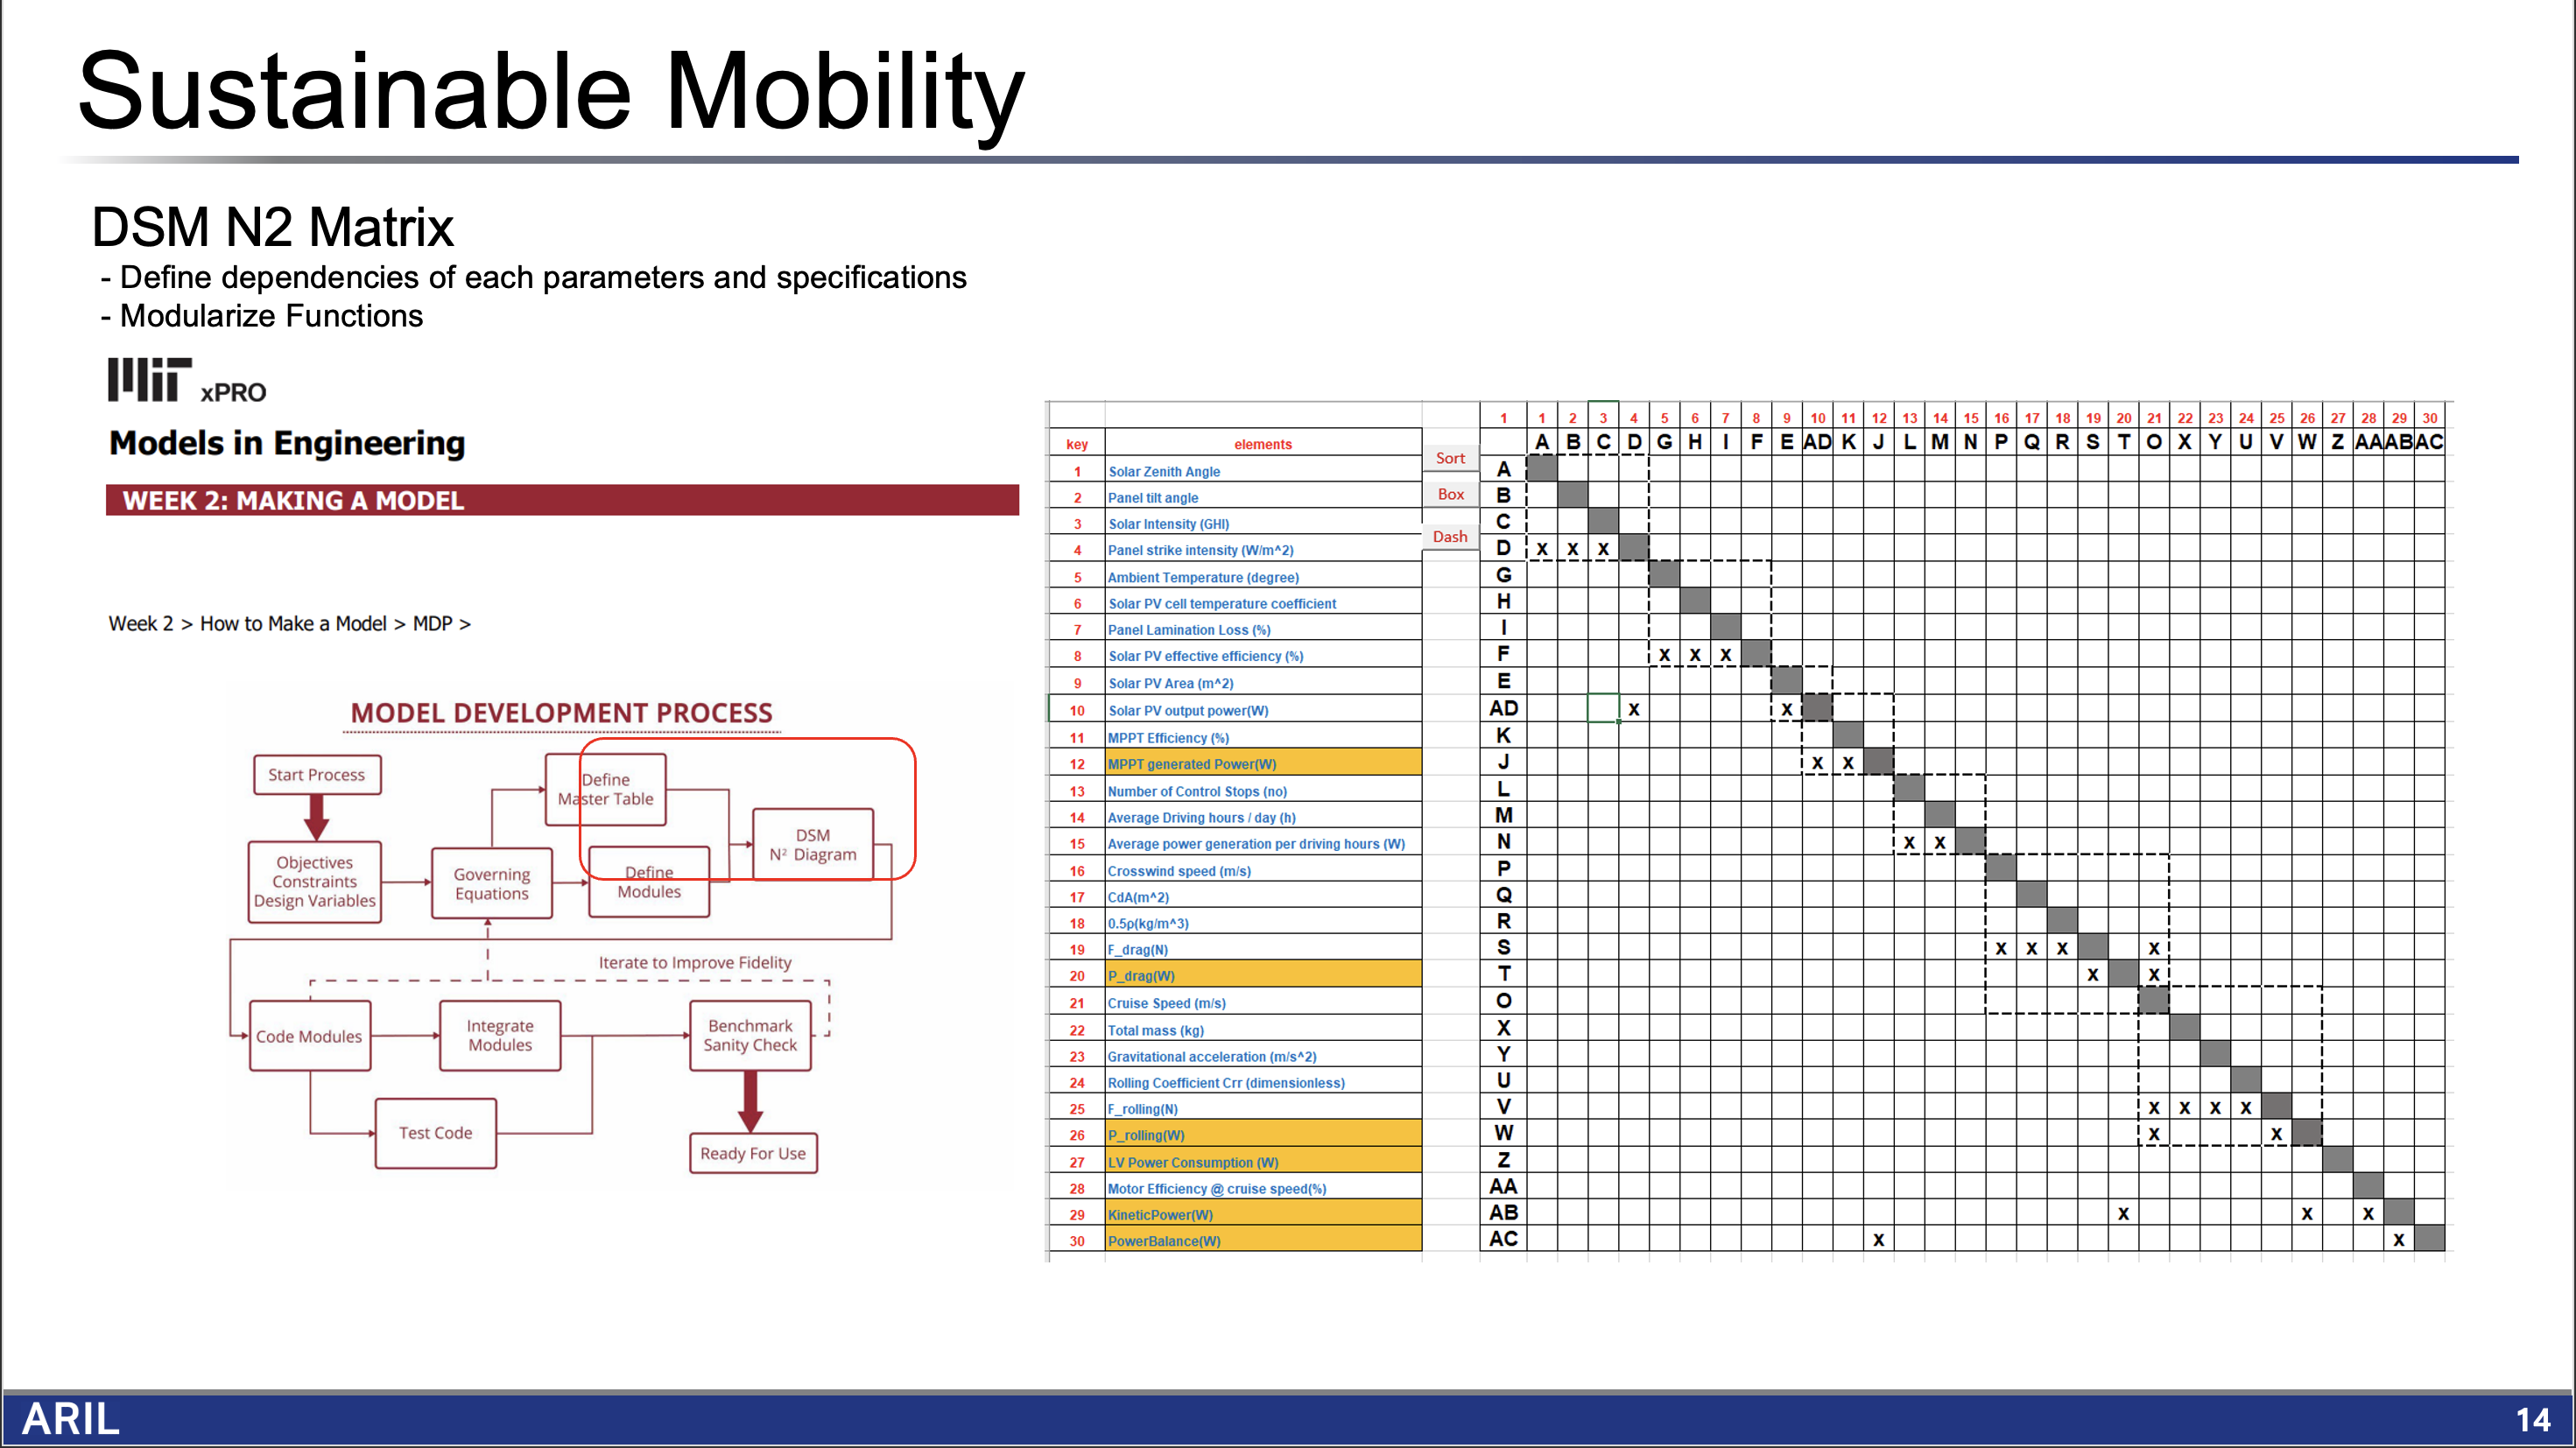 Sustainable Mobility
DSM N2 Matrix
- Define dependencies of each parameters and specifications
- Modularize Functions
MIT xPRO
Models in Engineering
WEEK 2: MAKING A MODEL
Week 2 > How to Make a Model > MDP >
MODEL DEVELOPMENT PROCESS
Start Process
Define
Master Table
DSM
N² Diagram
Objectives
Constraints
Design Variables
Governing
Equations
Define
Modules
Iterate to Improve Fidelity
Code Modules
Integrate
Modules
Benchmark
Sanity Check
Test Code
Ready For Use
1 1 2 3 4 5 6 7 8 9 10 11 12 13 14 15 16 17 18 19 20 21 22 23 24 25 26 27 28 29 30
key elements A B C D G H I F E AD K J L M N P Q R S T O X Y U V W Z AA AB AC
Sort
Box
Dash
1 Solar Zenith Angle A
2 Panel tilt angle B
3 Solar Intensity (GHI) C
4 Panel strike intensity (W/m^2) D x x x
5 Ambient Temperature (degree) G
6 Solar PV cell temperature coefficient H
7 Panel Lamination Loss (%) I
8 Solar PV effective efficiency (%) F x x x
9 Solar PV Area (m^2) E
10 Solar PV output power(W) AD x x
11 MPPT Efficiency (%) K
12 MPPT generated Power(W) J x x
13 Number of Control Stops (no) L
14 Average Driving hours / day (h) M
15 Average power generation per driving hours (W) N x x
16 Crosswind speed (m/s) P
17 CdA(m^2) Q
18 0.5ρ(kg/m^3) R
19 F_drag(N) S x x x x
20 P_drag(W) T x x
21 Cruise Speed (m/s) O
22 Total mass (kg) X
23 Gravitational acceleration (m/s^2) Y
24 Rolling Coefficient Crr (dimensionless) U
25 F_rolling(N) V x x x x
26 P_rolling(W) W x x
27 LV Power Consumption (W) Z
28 Motor Efficiency @ cruise speed(%) AA
29 KineticPower(W) AB x x x
30 PowerBalance(W) AC x x
ARIL
14